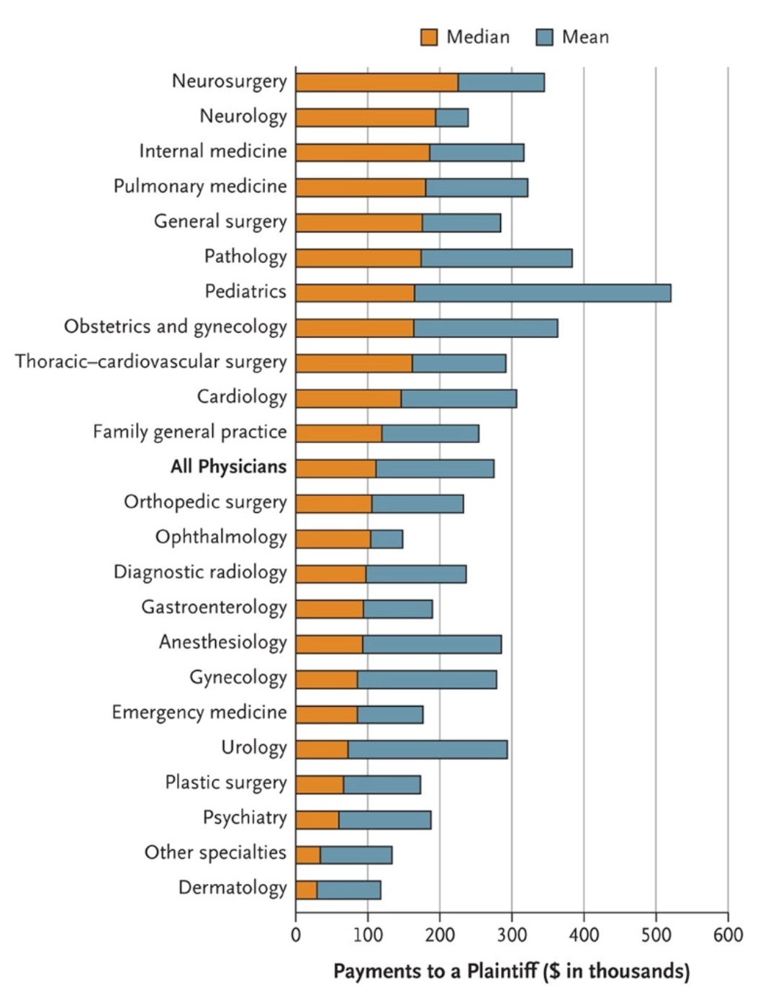 Median Mean
Neurosurgery
Neurology
Internal medicine
Pulmonary medicine
General surgery
Pathology
Pediatrics
Obstetrics and gynecology
Thoracic–cardiovascular surgery
Cardiology
Family general practice
All Physicians
Orthopedic surgery
Ophthalmology
Diagnostic radiology
Gastroenterology
Anesthesiology
Gynecology
Emergency medicine
Urology
Plastic surgery
Psychiatry
Other specialties
Dermatology
0 100 200 300 400 500 600
Payments to a Plaintiff ($ in thousands)